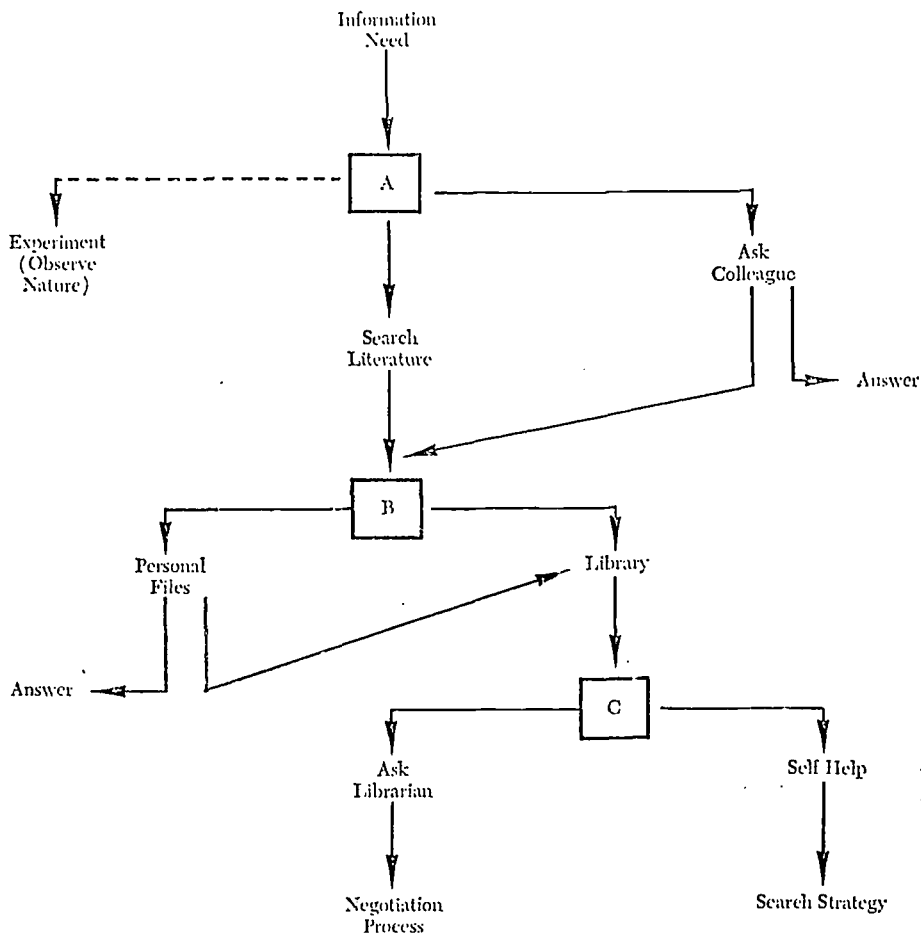 Information
Need
A
Experiment
(Observe
Nature)
Ask
Colleague
Search
Literature
Answer
B
Personal
Files
Library
Answer
C
Ask
Librarian
Self Help
Negotiation
Process
Search Strategy